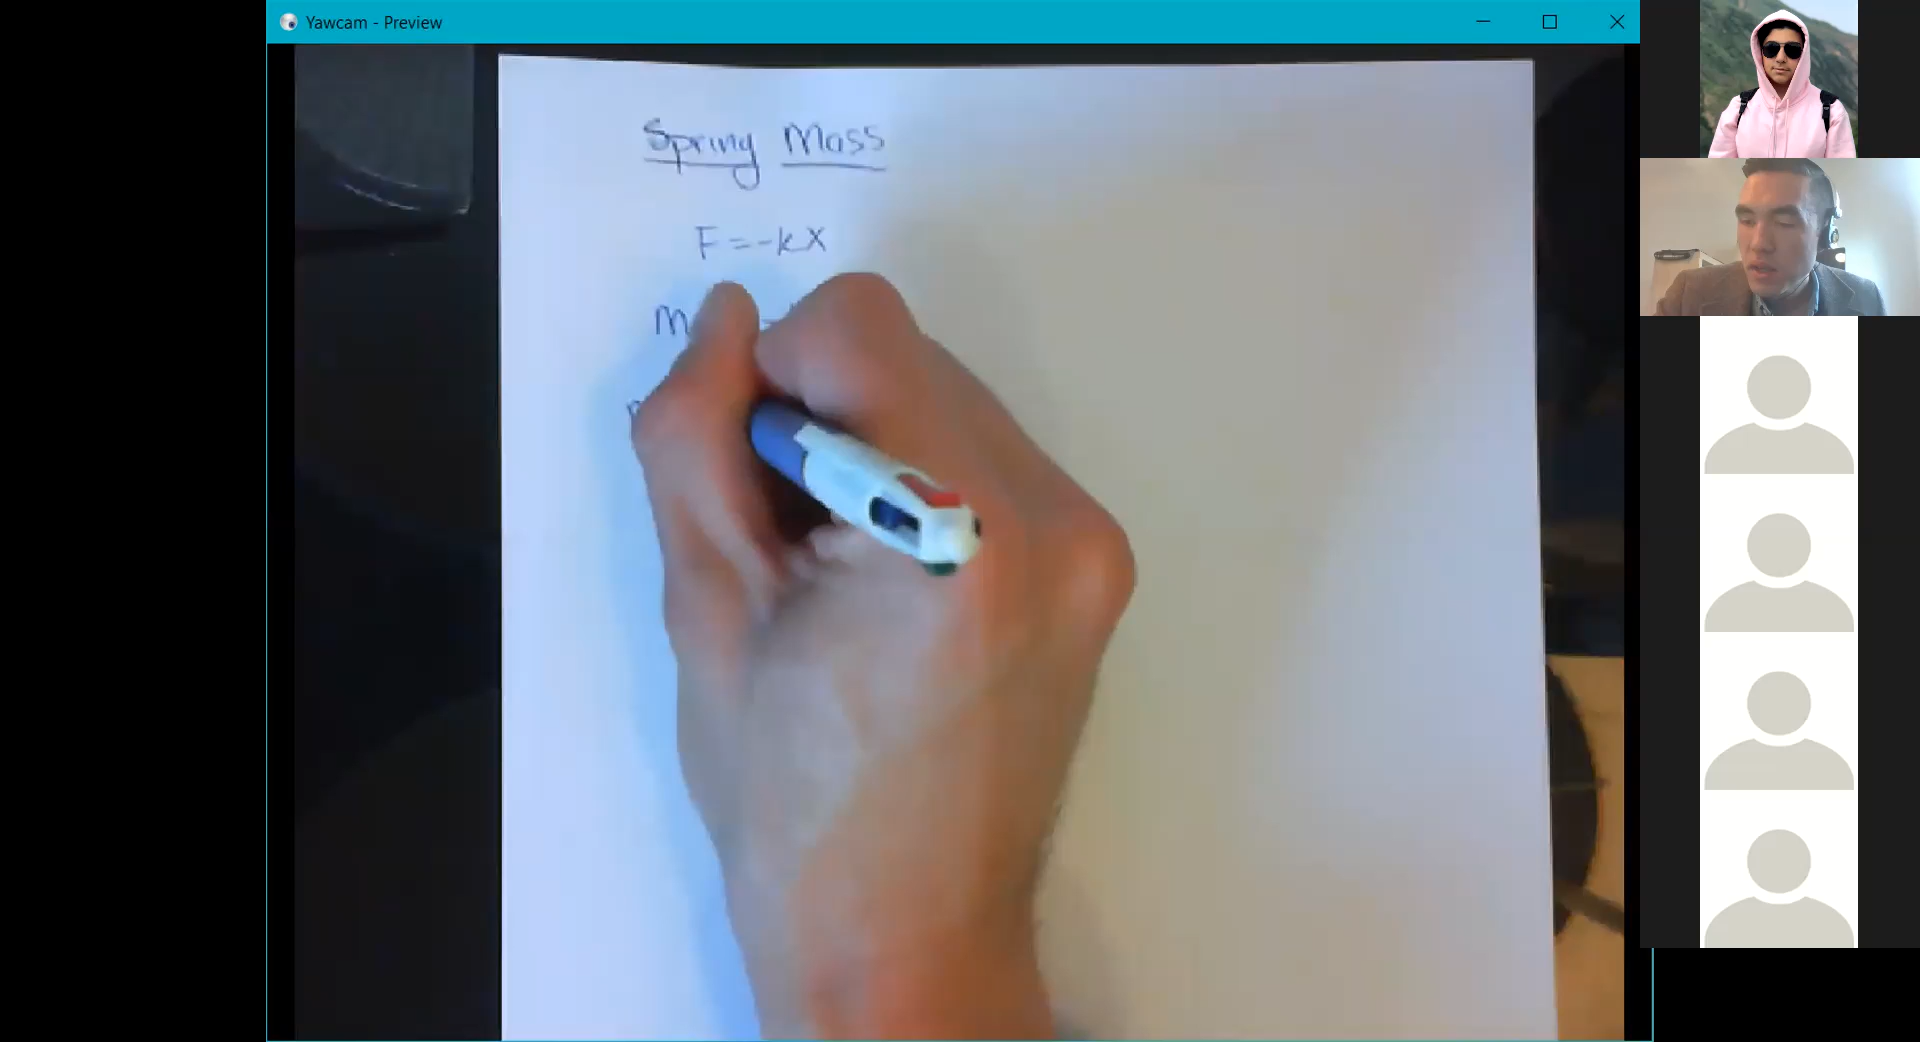 Yawcam - Preview
Spring Mass
F = -kx
m